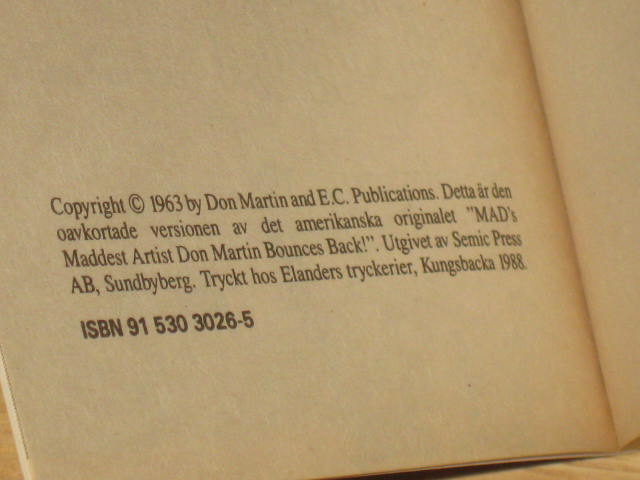 Copyright © 1963 by Don Martin and E.C. Publications. Detta är den
oavkortade versionen av det amerikanska originalet "MAD's
Maddest Artist Don Martin Bounces Back!". Utgivet av Semic Press
AB, Sundbyberg. Tryckt hos Elanders tryckerier, Kungsbacka 1988.
ISBN 91 530 3026-5